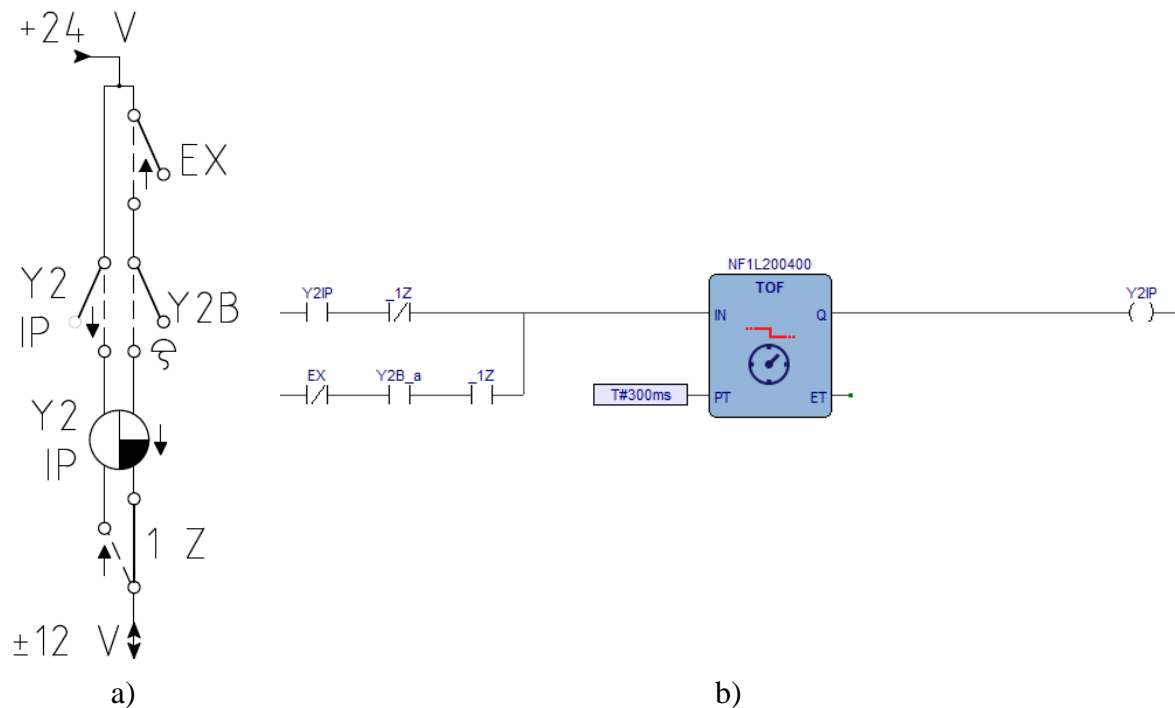 +24 V
EX
Y2
IP
Y2B
Y2
IP
1 Z
±12 V
a)
NF1L200400
TOF
Y2IP
_1Z
IN
Q
Y2IP
EX
Y2B_a
_1Z
T#300ms
PT
ET
b)